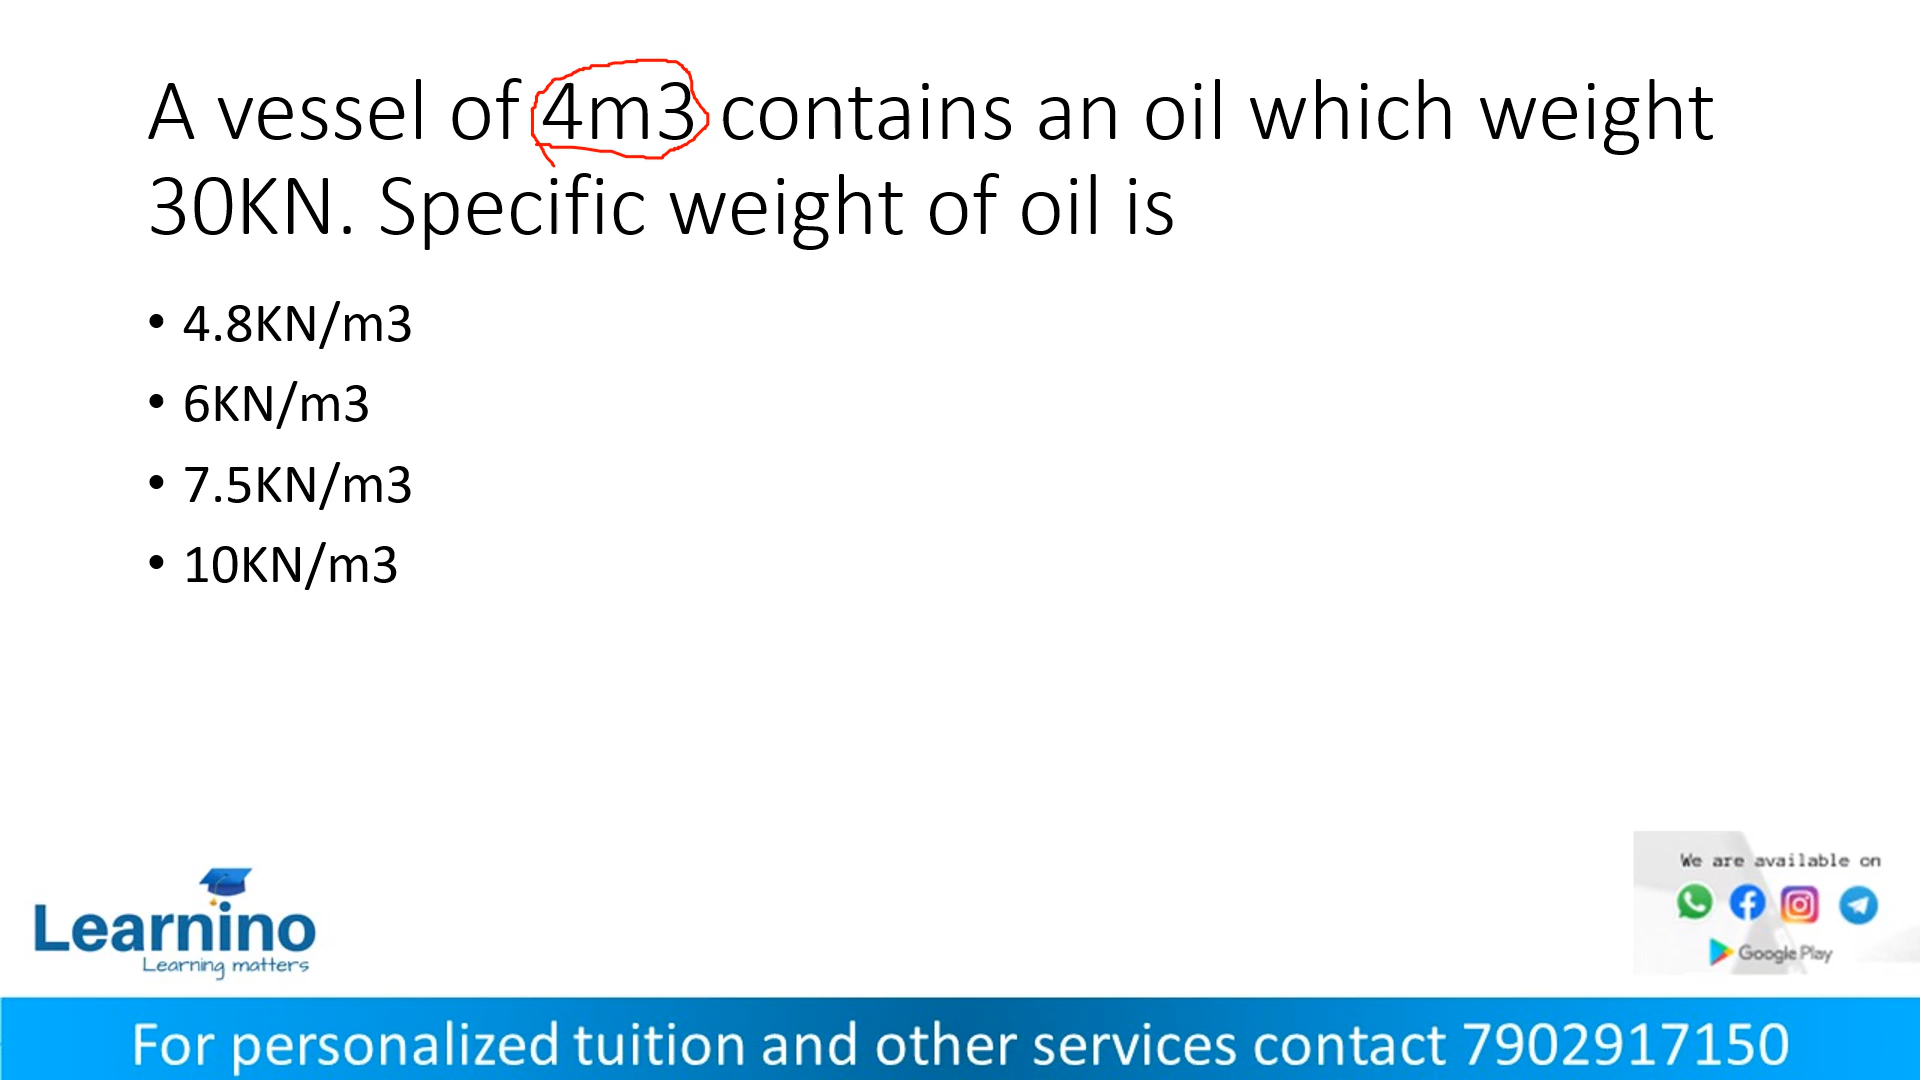 A vessel of 4m3 contains an oil which weight
30KN. Specific weight of oil is
• 4.8KN/m3
• 6KN/m3
• 7.5KN/m3
• 10KN/m3
We are available on
Google Play
Learnino
Learning matters
For personalized tuition and other services contact 7902917150